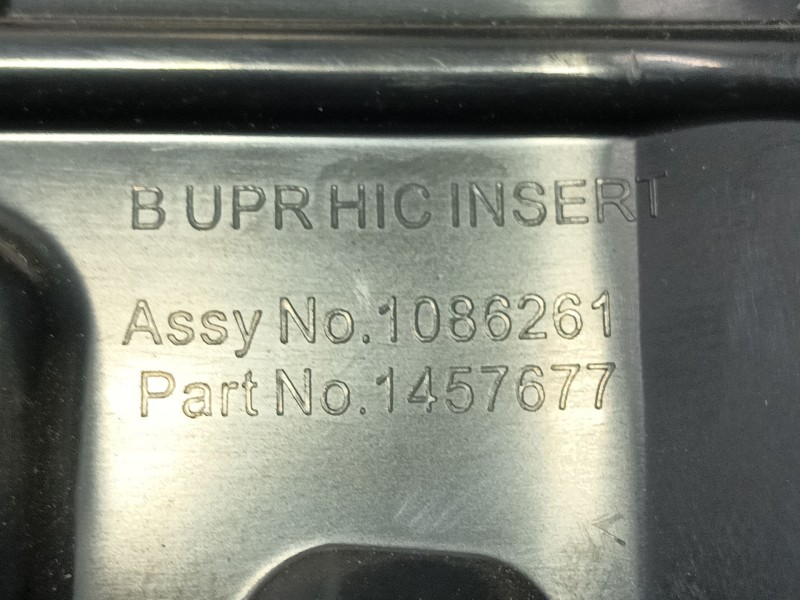 B UPR HIC INSERT
Assy No.1086261
Part No.1457677